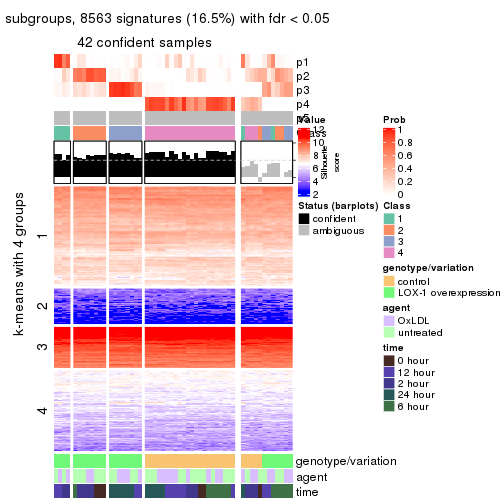 subgroups, 8563 signatures (16.5%) with fdr < 0.05
42 confident samples
p1
p2
p3
p4
p5
Class
k-means with 4 groups
1
2
3
4
Silhouette
score
genotype/variation
agent
time
Value
12
10
8
6
4
2
Status (barplots)
confident
ambiguous
Prob
1
0.8
0.6
0.4
0.2
0
Class
1
2
3
4
genotype/variation
control
LOX-1 overexpression
agent
OxLDL
untreated
time
0 hour
12 hour
2 hour
24 hour
6 hour